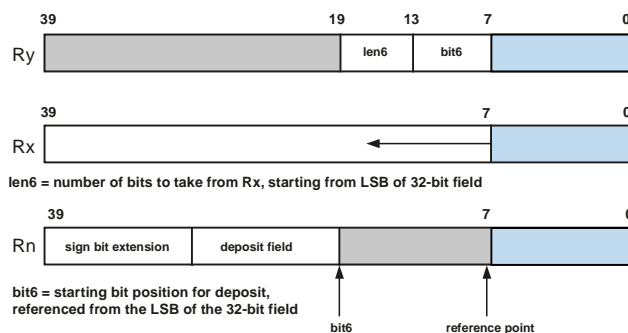 39 19 13 7 0
Ry len6 bit6
39 7 0
Rx
len6 = number of bits to take from Rx, starting from LSB of 32-bit field
39 7 0
Rn sign bit extension deposit field
bit6 = starting bit position for deposit,
referenced from the LSB of the 32-bit field
bit6 reference point